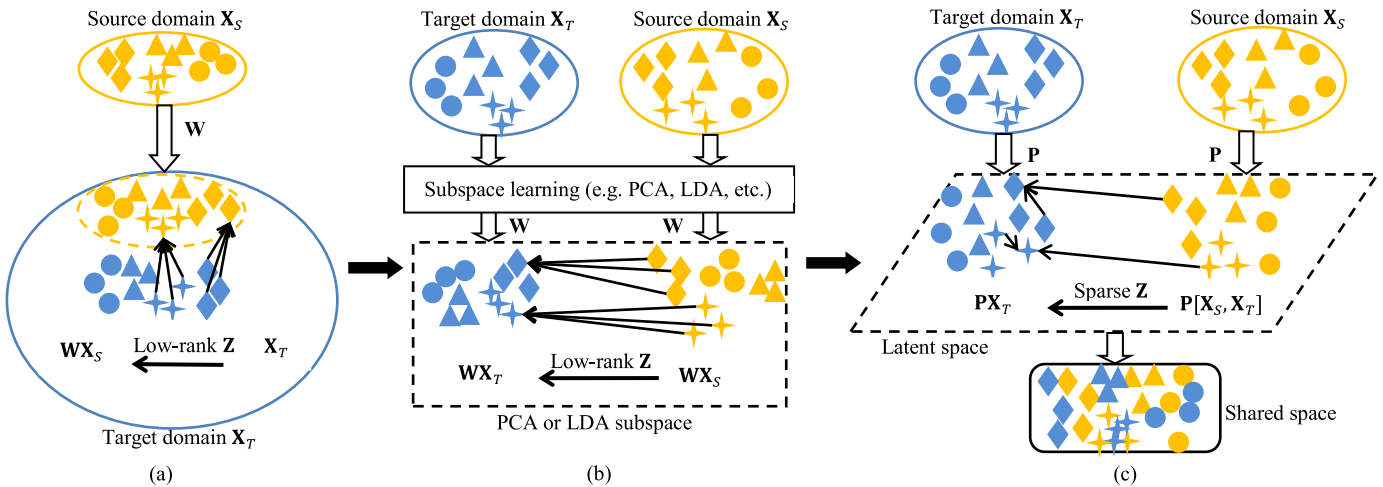 Source domain X_S
W
WX_S
Low-rank Z
X_T
Target domain X_T
(a)
Target domain X_T
Source domain X_S
Subspace learning (e.g. PCA, LDA, etc.)
W
W
WX_T
Low-rank Z
WX_S
PCA or LDA subspace
(b)
Target domain X_T
Source domain X_S
P
P
PX_T
Sparse Z
P[X_S, X_T]
Latent space
Shared space
(c)